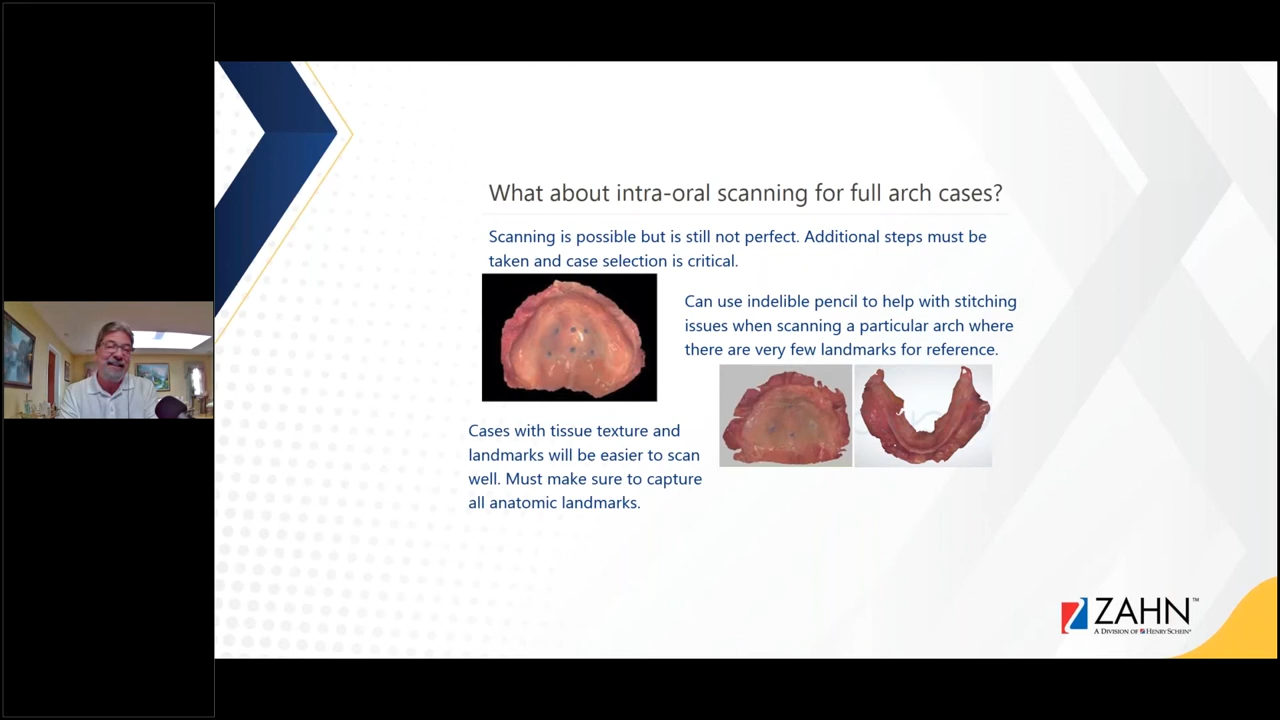 What about intra-oral scanning for full arch cases?
Scanning is possible but is still not perfect. Additional steps must be
taken and case selection is critical.
Can use indelible pencil to help with stitching
issues when scanning a particular arch where
there are very few landmarks for reference.
Cases with tissue texture and
landmarks will be easier to scan
well. Must make sure to capture
all anatomic landmarks.
ZAHN™
A DIVISION OF HENRY SCHEIN®